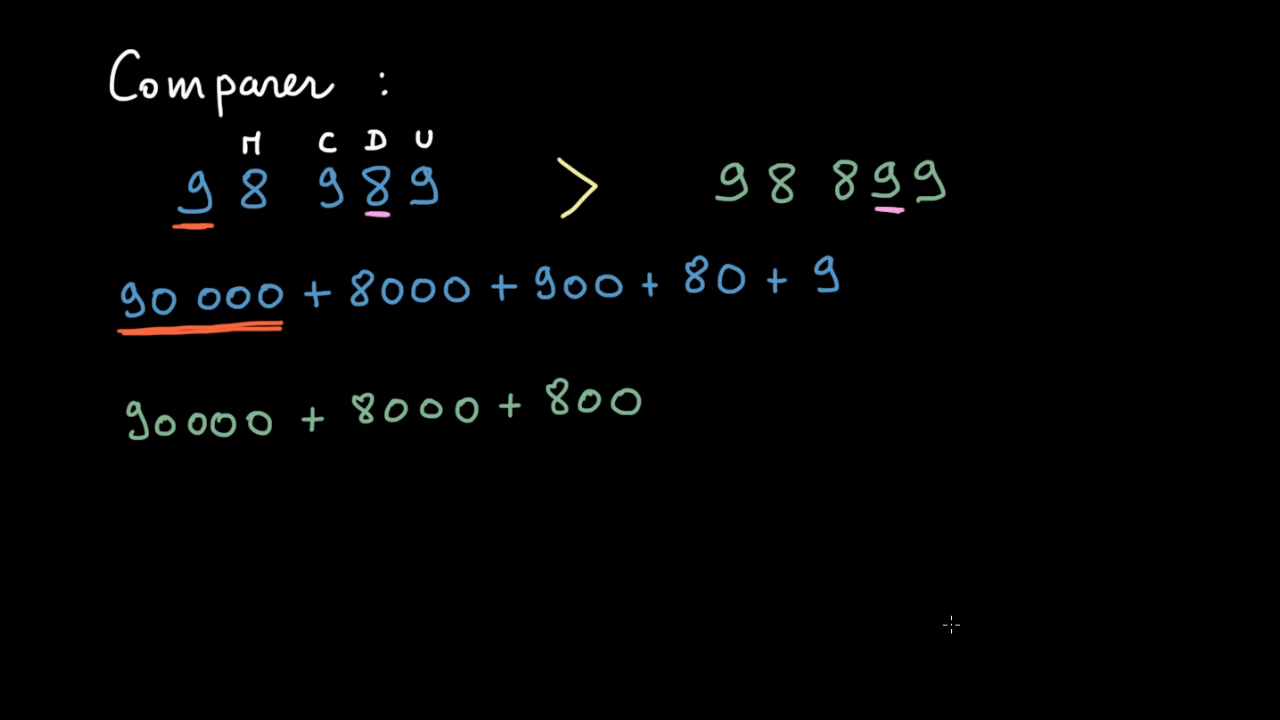 Comparer :
M C D U
98 989 > 98 899
90 000 + 8000 + 900 + 80 + 9
90000 + 8000 + 800